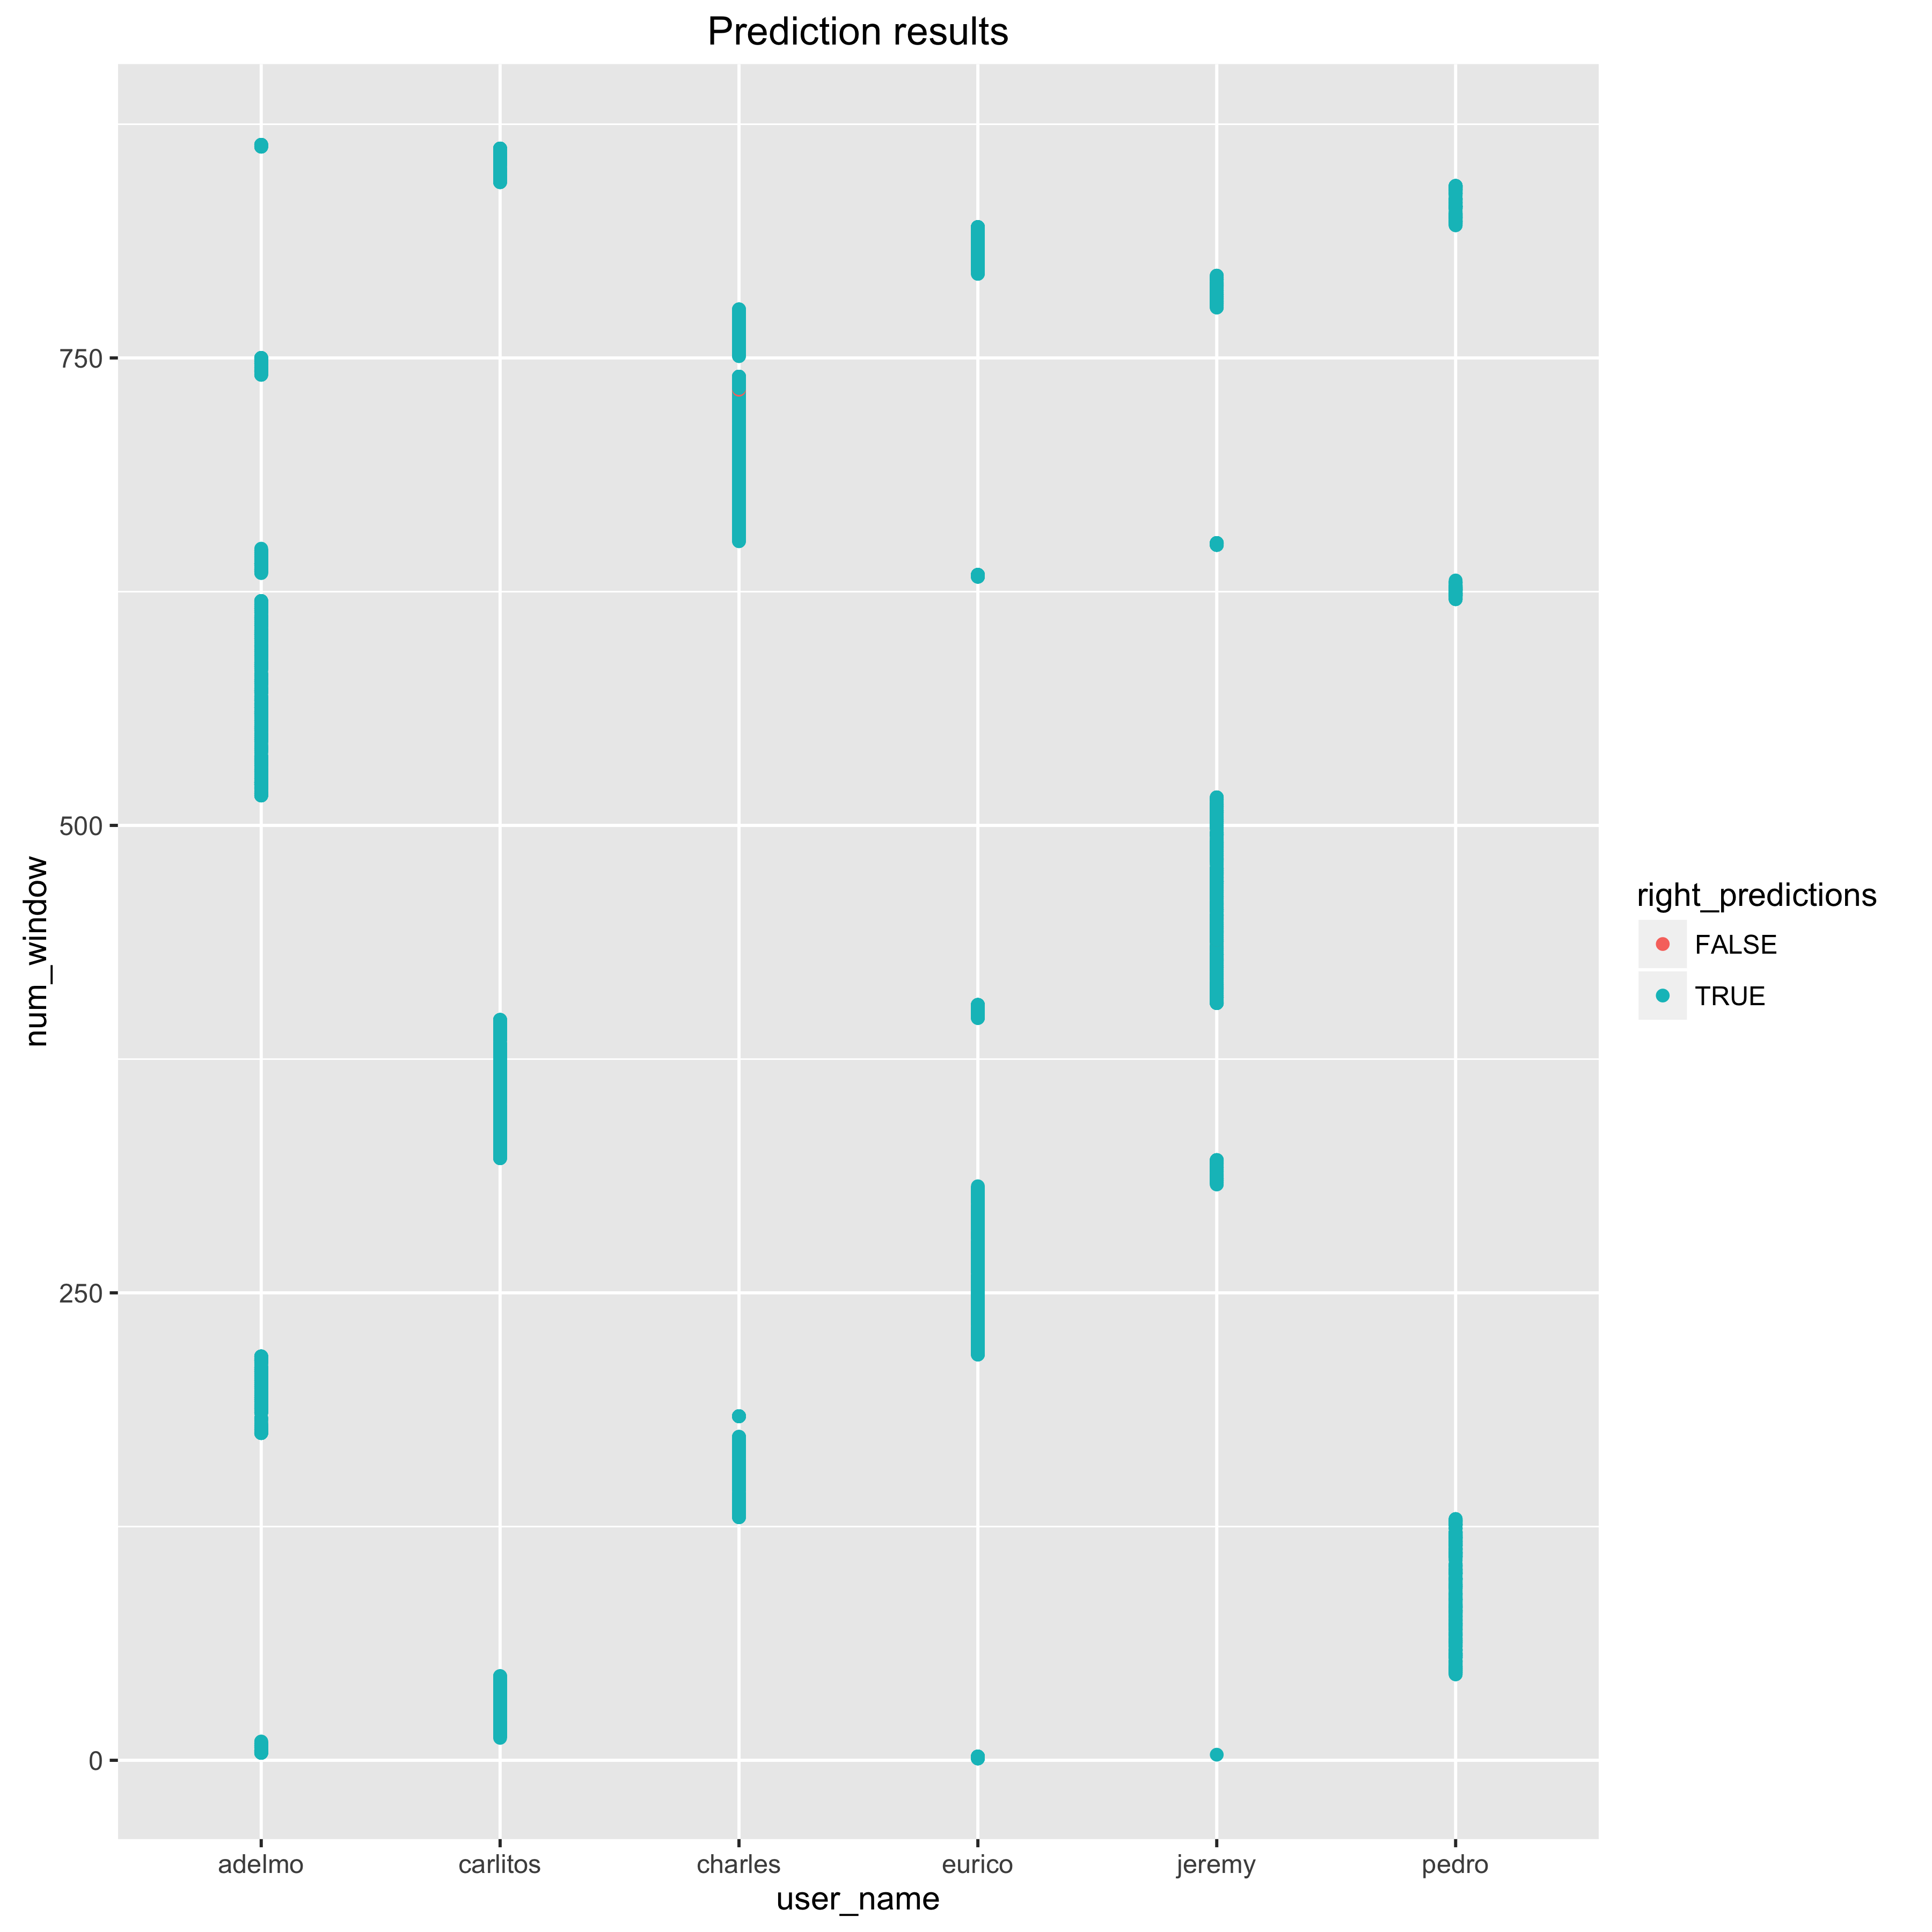 Prediction results
num_window
750
500
250
0
adelmo carlitos charles eurico jeremy pedro
user_name
right_predictions
FALSE
TRUE